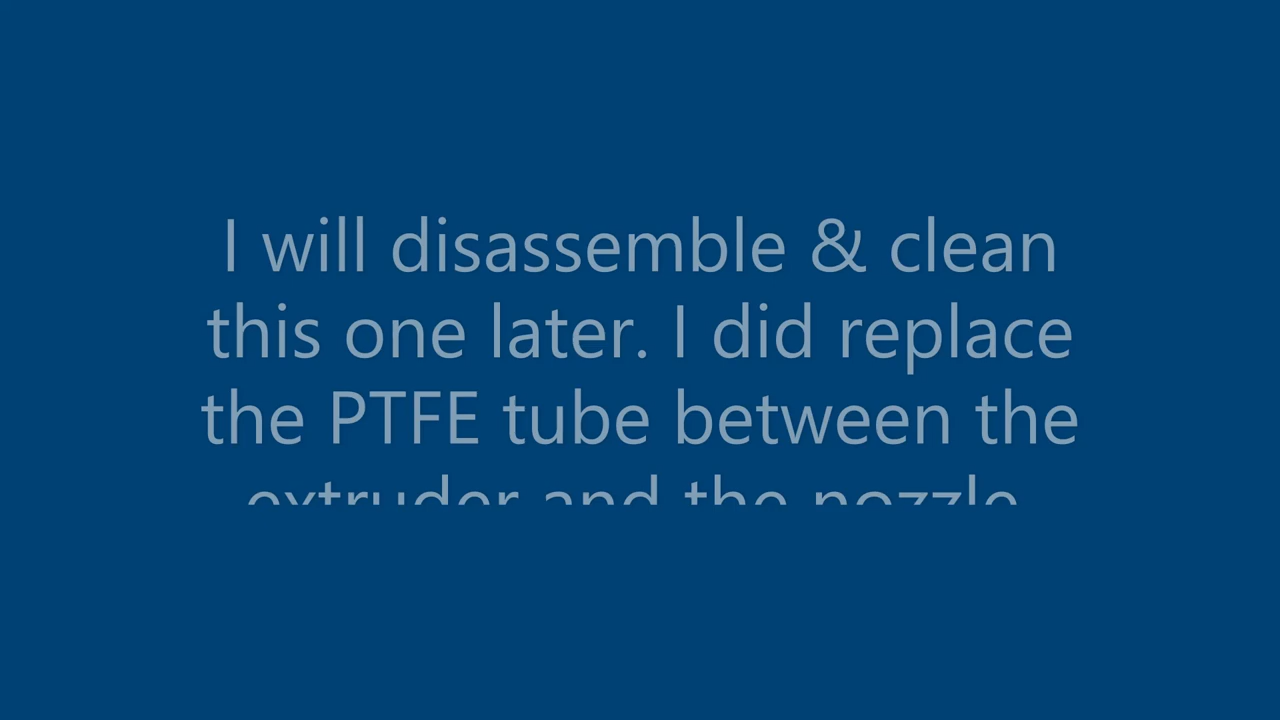 I will disassemble & clean
this one later. I did replace
the PTFE tube between the
extruder and the nozzle